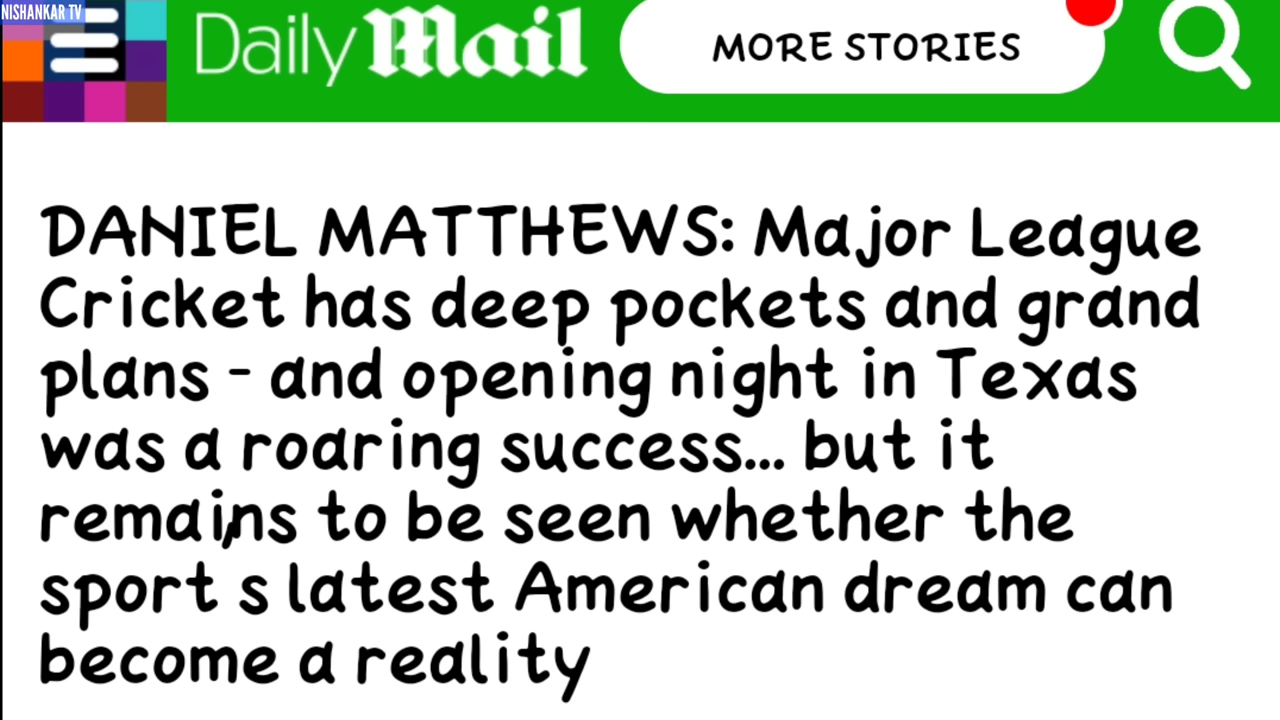 NISHANKAR TV
Daily Mail
MORE STORIES
DANIEL MATTHEWS: Major League
Cricket has deep pockets and grand
plans - and opening night in Texas
was a roaring success... but it
remai,ns to be seen whether the
sport s latest American dream can
become a reality